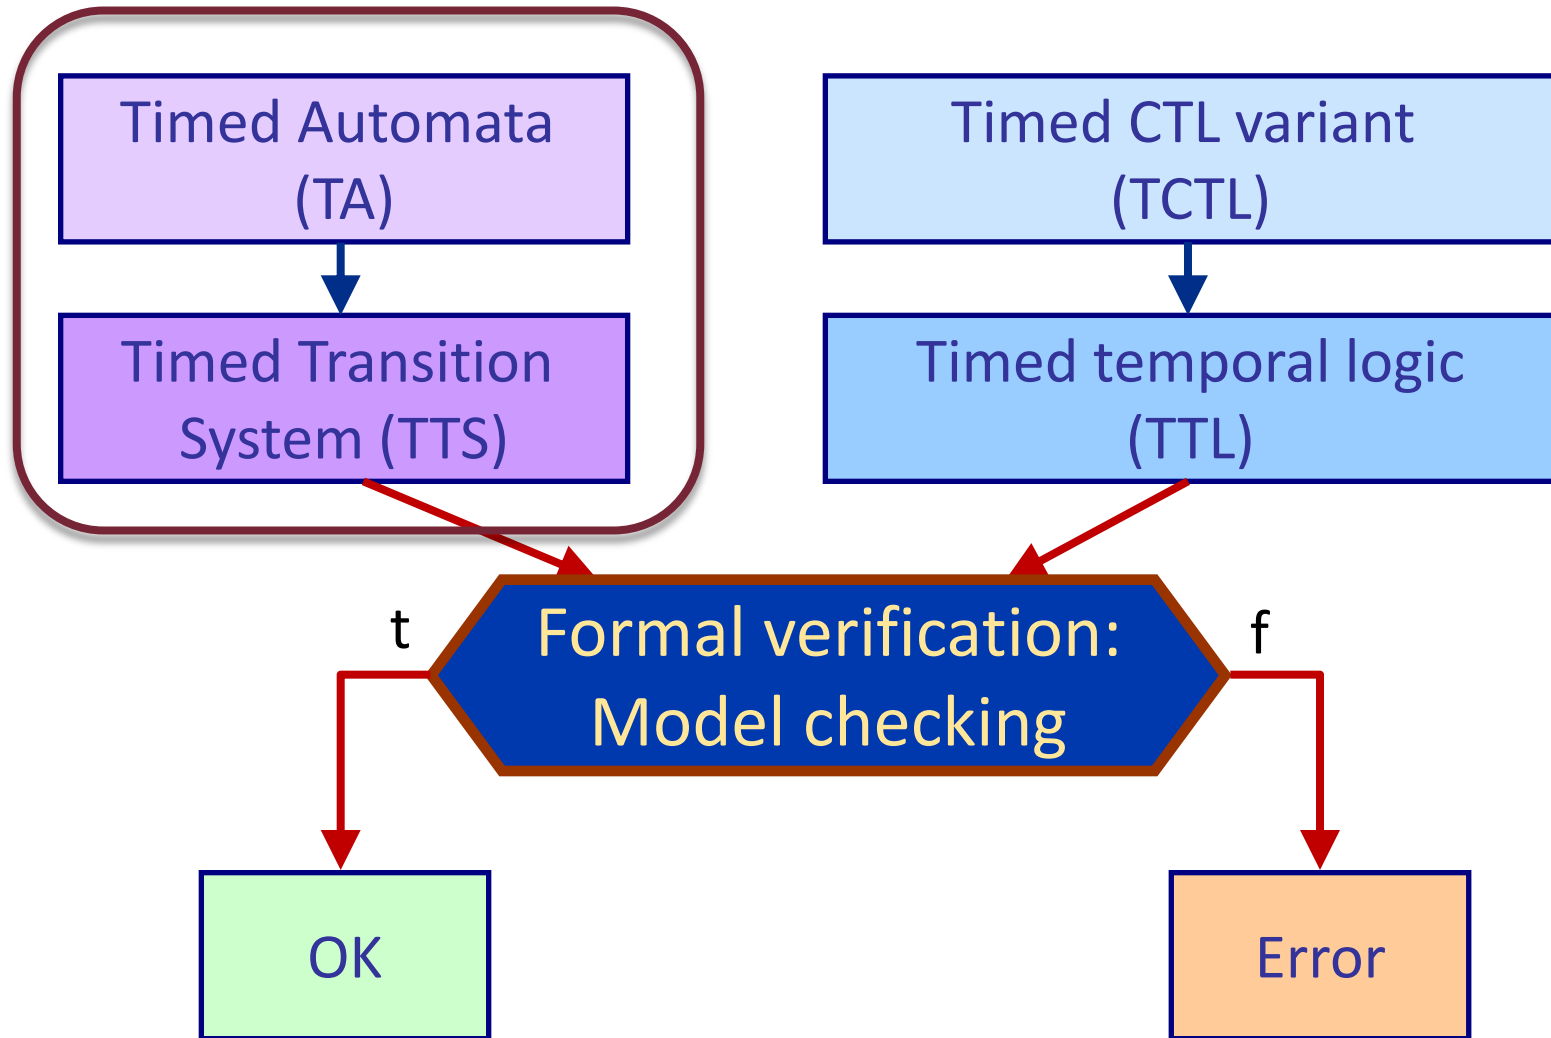 Timed Automata
(TA)
Timed CTL variant
(TCTL)
Timed Transition
System (TTS)
Timed temporal logic
(TTL)
t
Formal verification:
Model checking
f
OK
Error